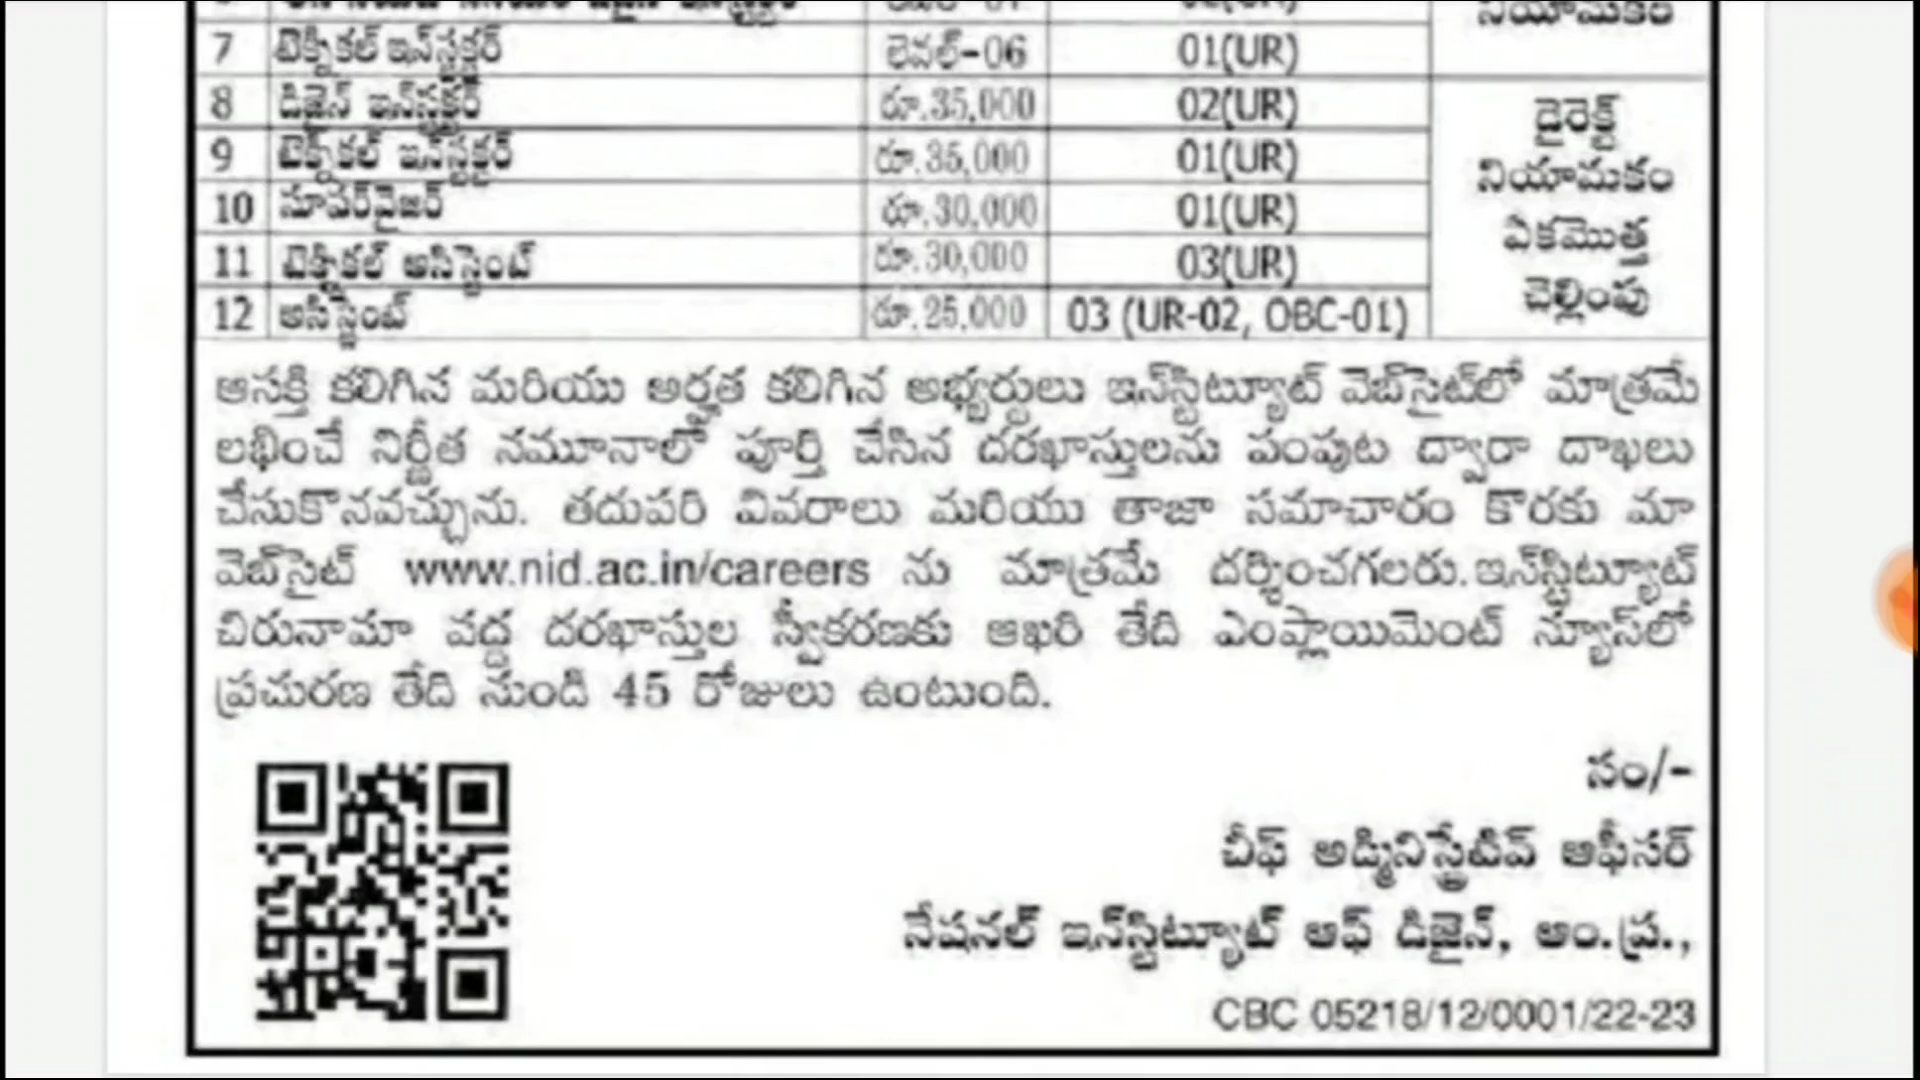 నియామకం
7 టెక్నికల్ ఇన్‌స్ట్రక్టర్ లెవల్-06 01(UR)
8 డిజైన్ ఇన్‌స్ట్రక్టర్ రూ.35,000 02(UR)
9 టెక్నికల్ ఇన్‌స్ట్రక్టర్ రూ.35,000 01(UR)
10 సూపర్‌వైజర్ రూ.30,000 01(UR)
11 టెక్నికల్ అసిస్టెంట్ రూ.30,000 03(UR)
12 అసిస్టెంట్ రూ.25,000 03 (UR-02, OBC-01)
డైరెక్ట్
నియామకం
ఏకమొత్త
చెల్లింపు
ఆసక్తి కలిగిన మరియు అర్హత కలిగిన అభ్యర్థులు ఇన్‌స్టిట్యూట్ వెబ్‌సైట్‌లో మాత్రమే
లభించే నిర్ణీత నమూనాలో పూర్తి చేసిన దరఖాస్తులను పంపుట ద్వారా దాఖలు
చేసుకొనవచ్చును. తదుపరి వివరాలు మరియు తాజా సమాచారం కొరకు మా
వెబ్‌సైట్ www.nid.ac.in/careers ను మాత్రమే దర్శించగలరు.ఇన్‌స్టిట్యూట్
చిరునామా వద్ద దరఖాస్తుల స్వీకరణకు ఆఖరి తేది ఎంప్లాయిమెంట్ న్యూస్‌లో
ప్రచురణ తేది నుండి 45 రోజులు ఉంటుంది.
సం/-
చీఫ్ అడ్మినిస్ట్రేటివ్ ఆఫీసర్
నేషనల్ ఇన్‌స్టిట్యూట్ ఆఫ్ డిజైన్, ఆం.ప్ర.,
CBC 05218/12/0001/22-23